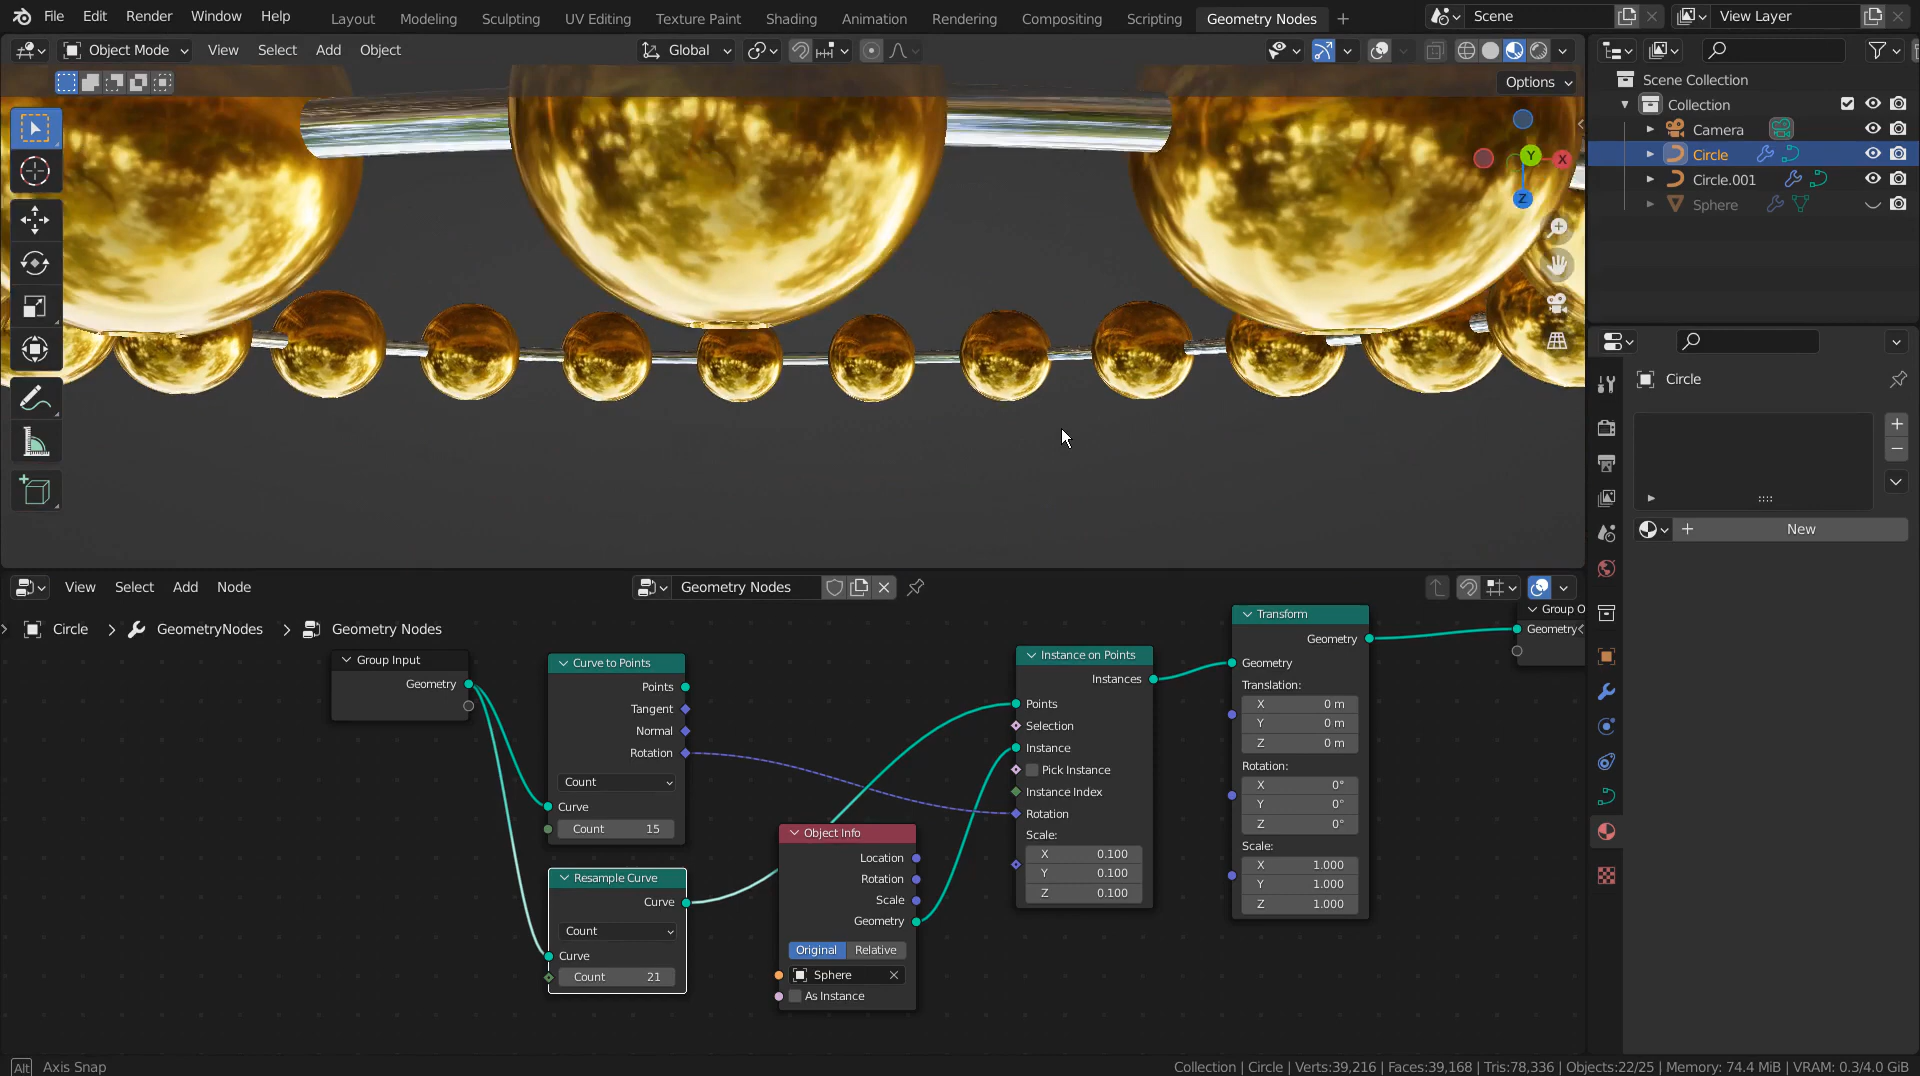 File Edit Render Window Help
Layout Modeling Sculpting UV Editing Texture Paint Shading Animation Rendering Compositing Scripting Geometry Nodes +
Scene
View Layer
Object Mode View Select Add Object
Global
Options
X
Y
Z
Scene Collection
Collection
Camera
Circle
Circle.001
Sphere
Circle
New
View Select Add Node
Geometry Nodes
Circle > GeometryNodes > Geometry Nodes
Group Input
Geometry
Curve to Points
Points
Tangent
Normal
Rotation
Count
Curve
Count 15
Resample Curve
Curve
Count
Curve
Count 21
Object Info
Location
Rotation
Scale
Geometry
Original Relative
Sphere
As Instance
Instance on Points
Instances
Points
Selection
Instance
Pick Instance
Instance Index
Rotation
Scale:
X 0.100
Y 0.100
Z 0.100
Transform
Geometry
Geometry
Translation:
X 0 m
Y 0 m
Z 0 m
Rotation:
X 0°
Y 0°
Z 0°
Scale:
X 1.000
Y 1.000
Z 1.000
Group O
Geometry
Alt Axis Snap
Collection | Circle | Verts:39,216 | Faces:39,168 | Tris:78,336 | Objects:22/25 | Memory: 74.4 MiB | VRAM: 0.3/4.0 GiB